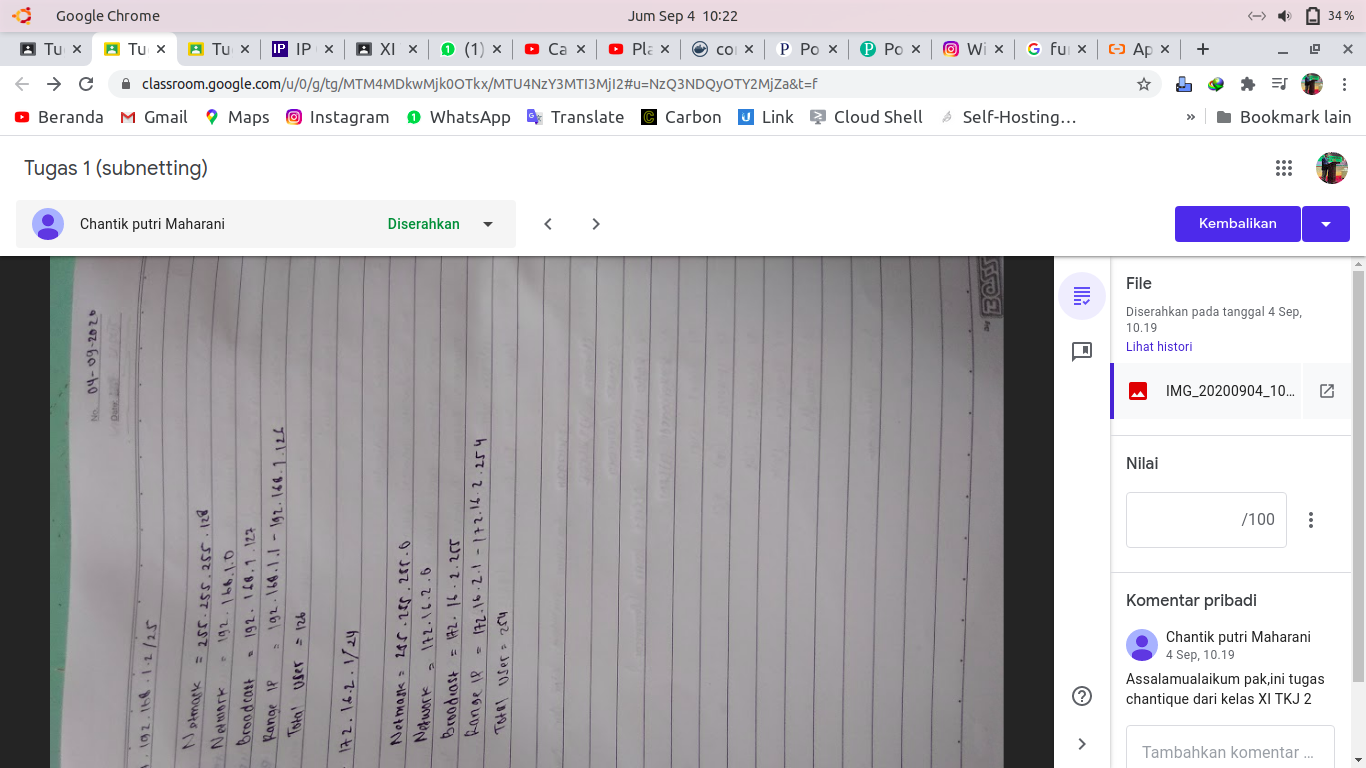 Google Chrome
Jum Sep 4 10:22
34 %
Tu
Tu
Tu
IP
XI
(1)
Ca
Pla
co
Po
Po
Wi
fu
Ap
classroom.google.com/u/0/g/tg/MTM4MDkwMjk0OTkx/MTU4NzY3MTI3MjI2#u=NzQ3NDQyOTY2MjZa&t=f
Beranda
Gmail
Maps
Instagram
WhatsApp
Translate
Carbon
Link
Cloud Shell
Self-Hosting…
»
Bookmark lain
Tugas 1 (subnetting)
Chantik putri Maharani
Diserahkan
Kembalikan
No. 04-09-2020
Date
192.168.1.2/25
Netmark = 255.255.255.128
Network = 192.168.1.0
Broadcast = 192.168.1.127
Range IP = 192.168.1.1 - 192.168.1.126
Total User = 126
172.16.2.1/24
Netmark = 255.255.255.0
Network = 172.16.2.0
Broadcast = 172.16.2.255
Range IP = 172.16.2.1 - 172.16.2.254
Total User = 254
File
Diserahkan pada tanggal 4 Sep,
10.19
Lihat histori
IMG_20200904_10...
Nilai
/100
Komentar pribadi
Chantik putri Maharani
4 Sep, 10.19
Assalamualaikum pak,ini tugas
chantique dari kelas XI TKJ 2
Tambahkan komentar ...